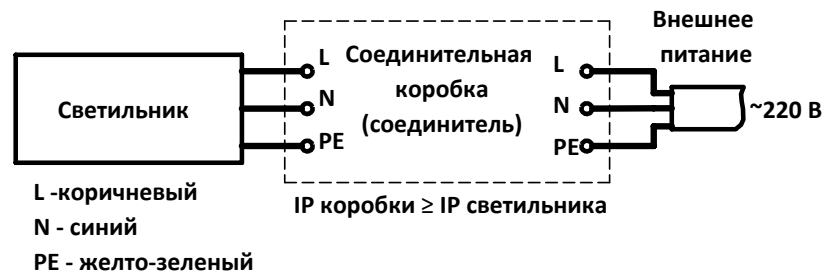 Внешнее
питание
L
Соединительная
L
N
коробка
N
~220 В
Светильник
(соединитель)
PE
PE
L -коричневый
IP коробки ≥ IP светильника
N - синий
PE - желто-зеленый